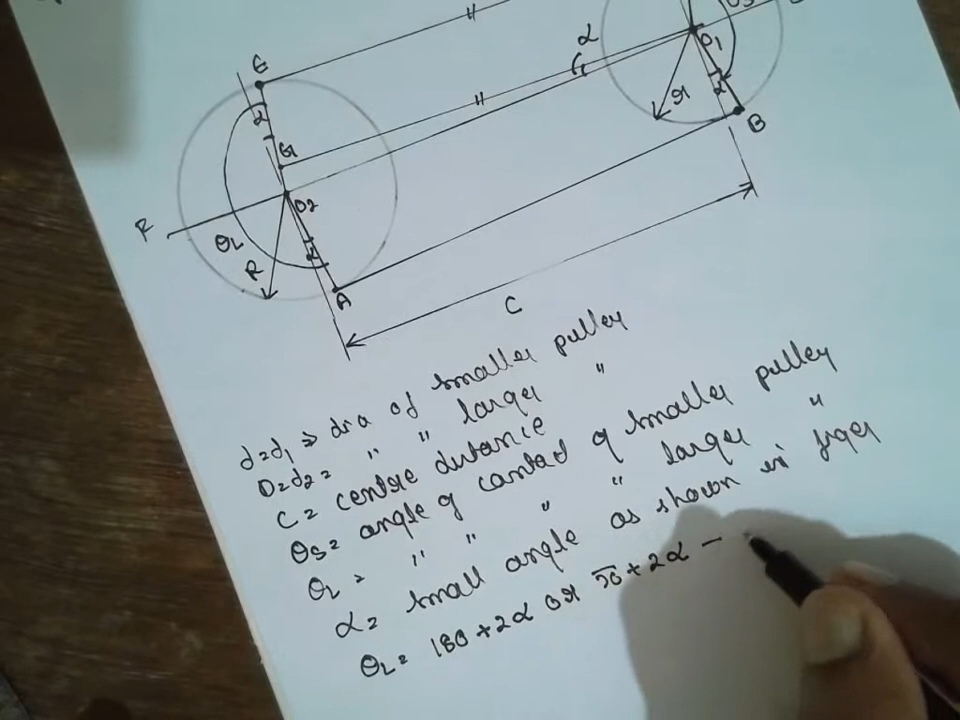 E
α
O1
G
α
α
r
B
O2
F
θL
α
R
A
C
d=d1 ⇒ dia of smaller pulley
D=d2 = " " larger "
C = centre distance
θS = angle of contact of smaller pulley
θL = " " " " larger "
α = small angle as shown in figer
θL = 180 + 2α or π + 2α -